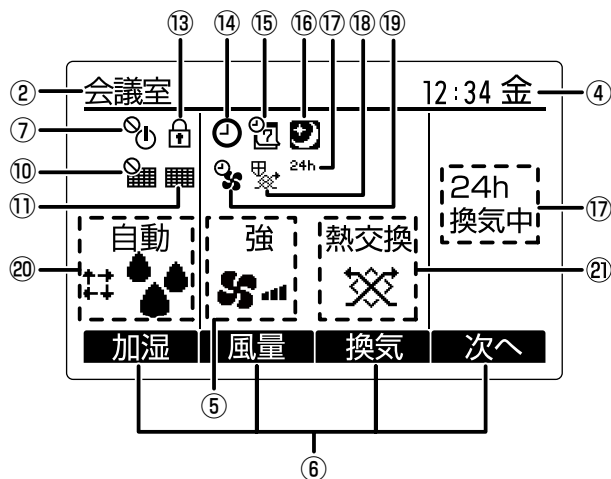 ⑬ ⑭ ⑮ ⑯ ⑰ ⑱ ⑲
② 会議室 12:34 金 ④
⑦ 7
⑩ 24h
⑪
24h
換気中 ⑰
⑳ 自動 強 熱交換 ㉑
加湿 風量 換気 次へ
⑤
⑥